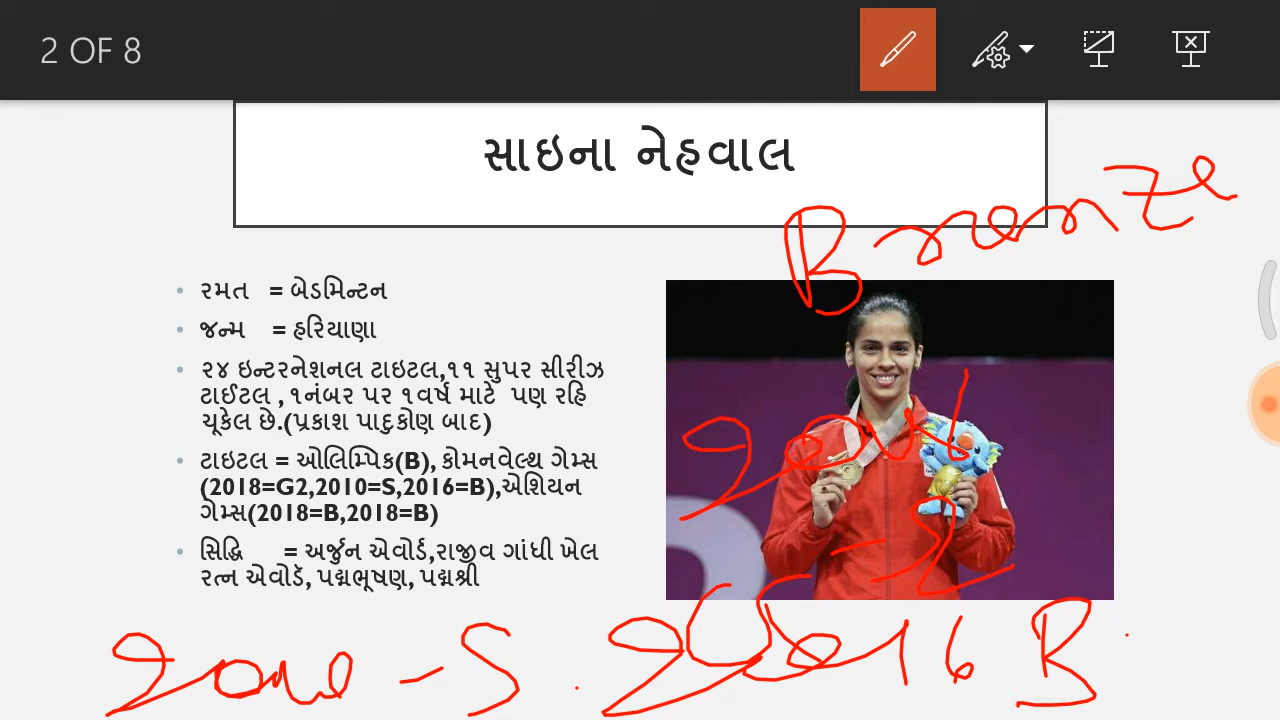 2 OF 8
સાઇના નેહવાલ
Bronze
• રમત = બેડમિન્ટન
• જન્મ = હરિયાણા
• ૨૪ ઇન્ટરનેશનલ ટાઇટલ,૧૧ સુપર સીરીઝ
ટાઈટલ , ૧નંબર પર ૧વર્ષ માટે પણ રહિ
ચૂકેલ છે.(પ્રકાશ પાદુકોણ બાદ)
• ટાઇટલ = ઓલિમ્પિક(B), કોમનવેલ્થ ગેમ્સ
(2018=G2,2010=S,2016=B),એશિયન
ગેમ્સ(2018=B,2018=B)
• સિદ્ધિ = અર્જુન એવોર્ડ,રાજીવ ગાંધી ખેલ
રત્ન એવોર્ડ, પદ્મભૂષણ, પદ્મશ્રી
2010 - S. 2016 B.